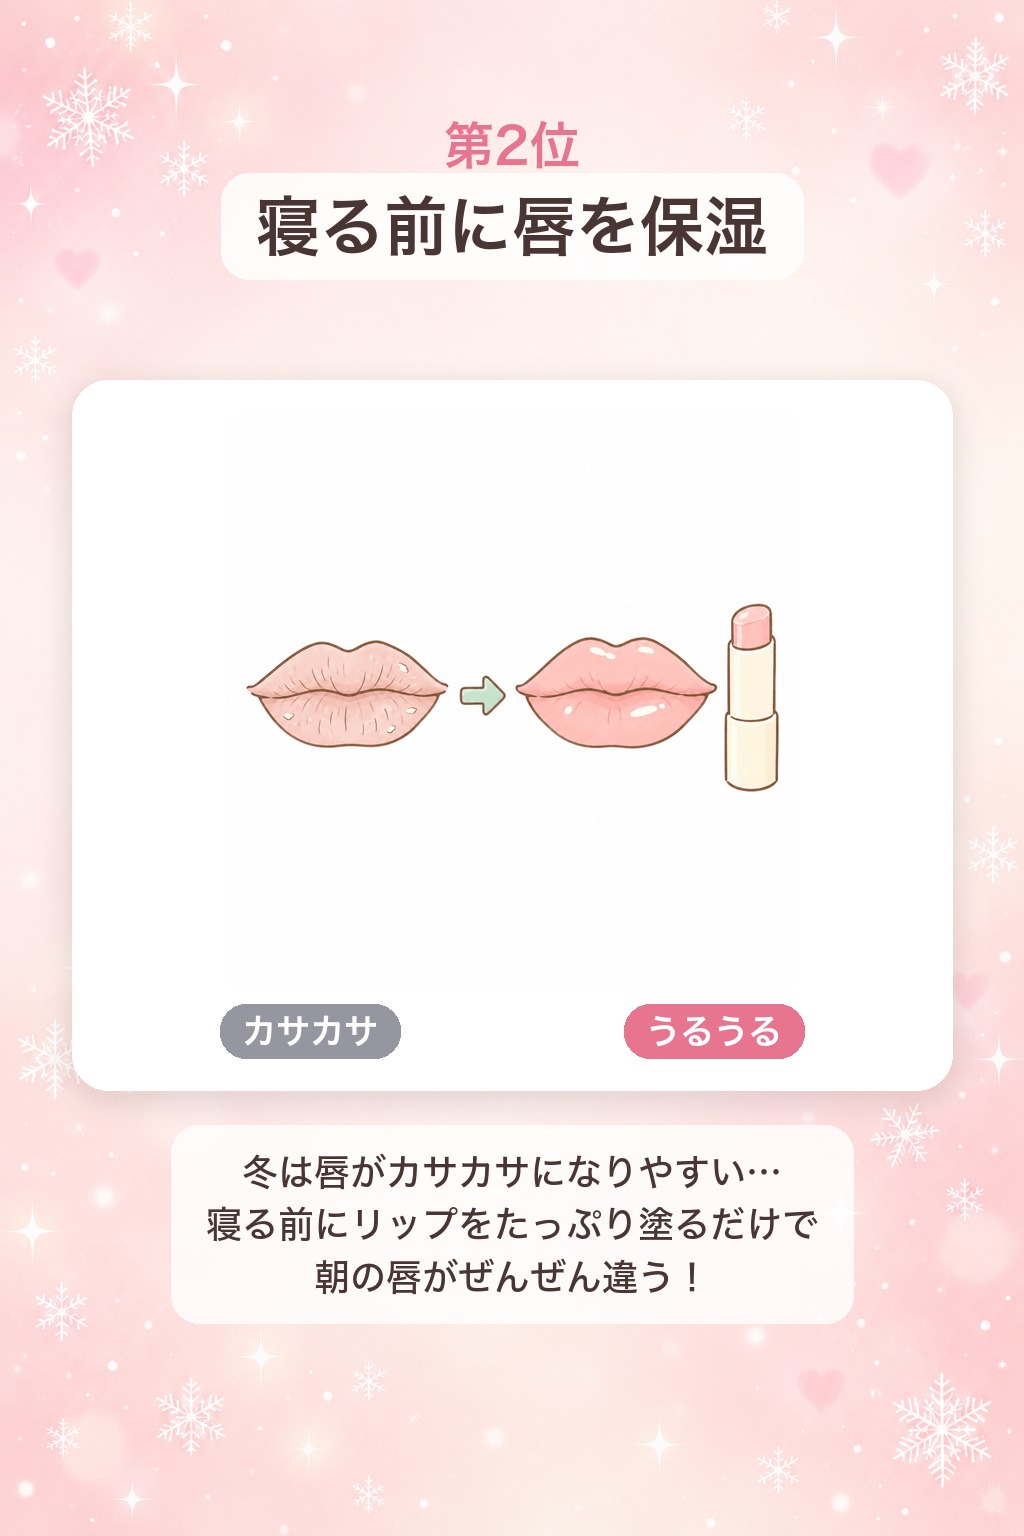 第2位
寝る前に唇を保湿
カサカサ
うるうる
冬は唇がカサカサになりやすい…
寝る前にリップをたっぷり塗るだけで
朝の唇がぜんぜん違う！